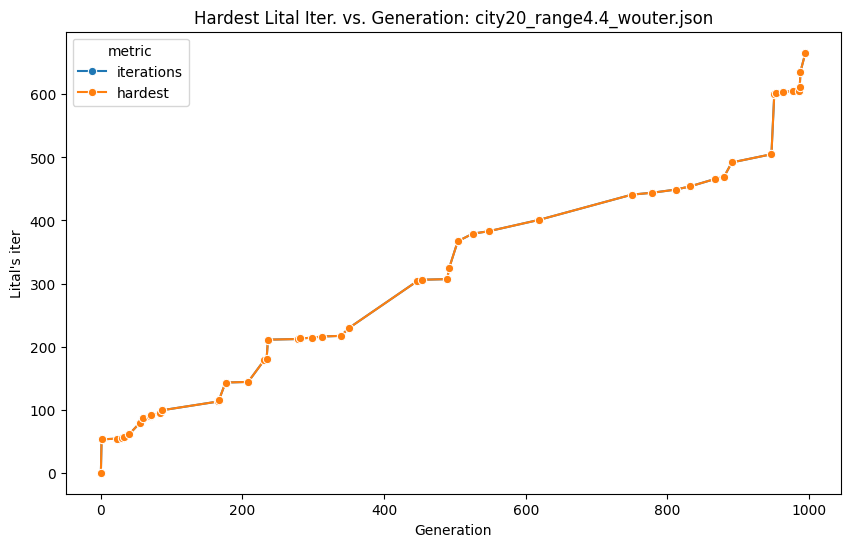 Hardest Lital Iter. vs. Generation: city20_range4.4_wouter.json
metric
iterations
hardest
600
500
400
300
200
100
0
Lital's iter
0 200 400 600 800 1000
Generation